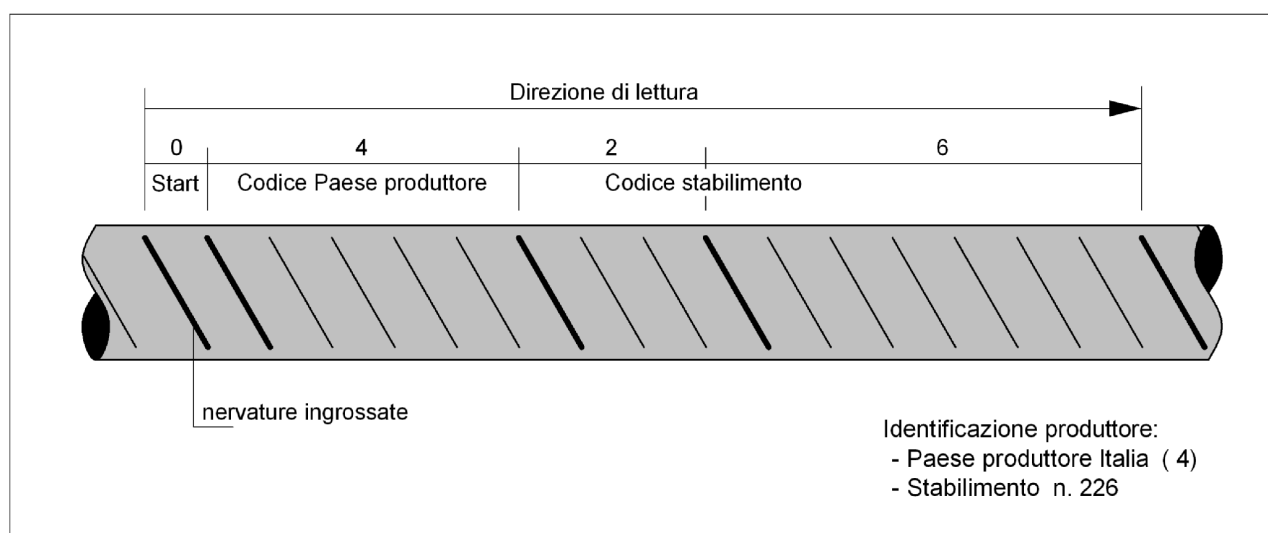 Direzione di lettura
0 4 2 6
Start Codice Paese produttore Codice stabilimento
nervature ingrossate
Identificazione produttore:
- Paese produttore Italia ( 4)
- Stabilimento n. 226